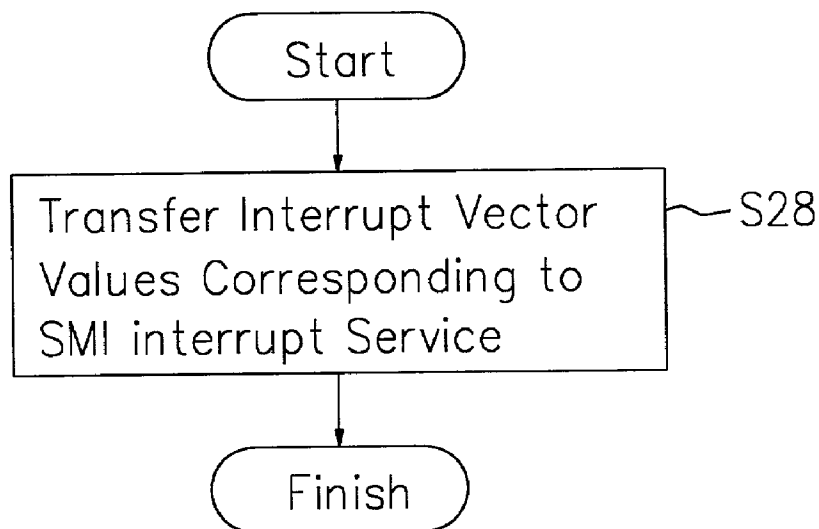 Start
Transfer Interrupt Vector
Values Corresponding to
SMI interrupt Service
S28
Finish